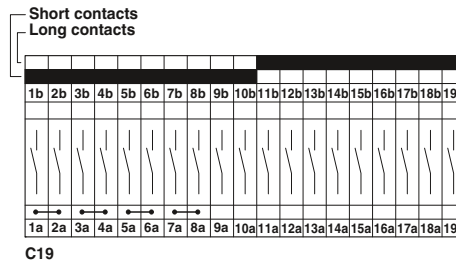 Short contacts
Long contacts
1b 2b 3b 4b 5b 6b 7b 8b 9b 10b 11b 12b 13b 14b 15b 16b 17b 18b 19
1a 2a 3a 4a 5a 6a 7a 8a 9a 10a 11a 12a 13a 14a 15a 16a 17a 18a 19
C19